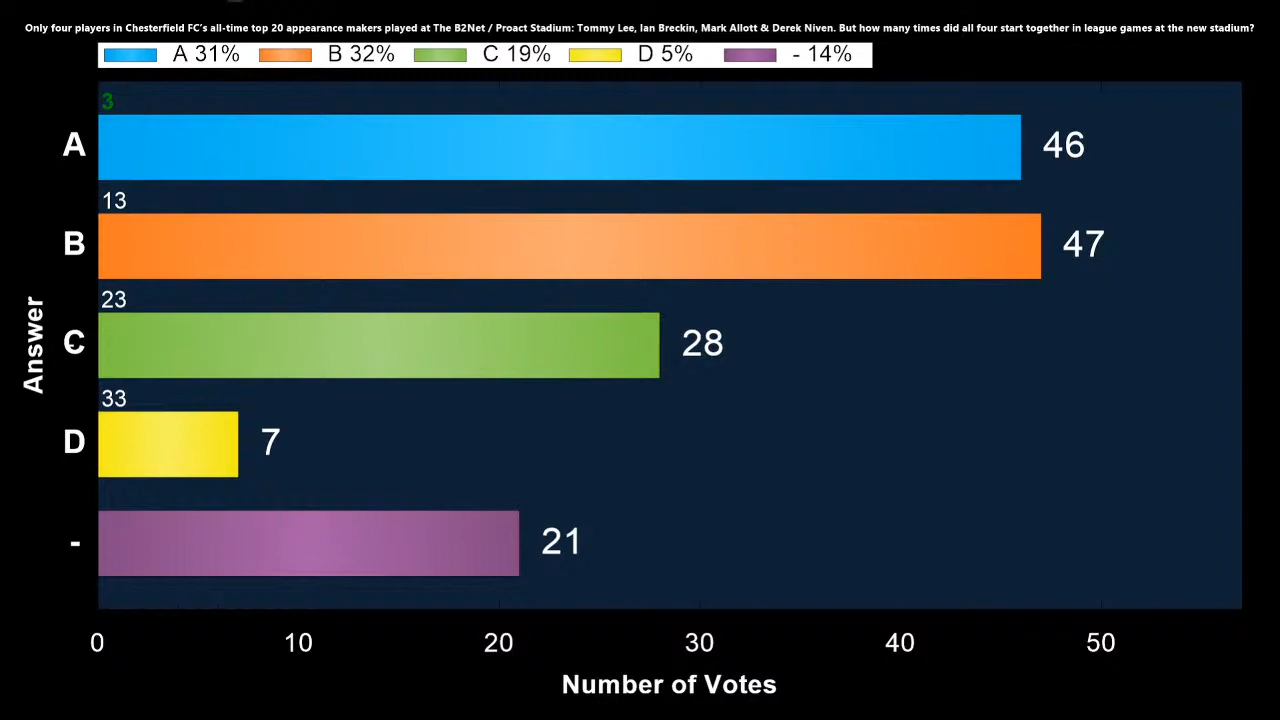 Only four players in Chesterfield FC's all-time top 20 appearance makers played at The B2Net / Proact Stadium: Tommy Lee, Ian Breckin, Mark Allott & Derek Niven. But how many times did all four start together in league games at the new stadium?
A 31% B 32% C 19% D 5% - 14%
3
A 46
13
B 47
23
C 28
33
D 7
- 21
Answer
0 10 20 30 40 50
Number of Votes